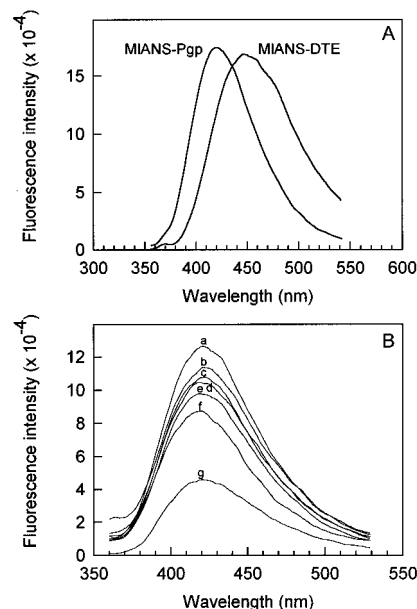 A
MIANS-Pgp
MIANS-DTE
Fluorescence intensity (x 10⁻⁴)
15
10
5
0
300 350 400 450 500 550 600
Wavelength (nm)
B
a
b
c
e d
f
g
Fluorescence intensity (x 10⁻⁴)
12
10
8
6
4
2
0
350 400 450 500 550
Wavelength (nm)